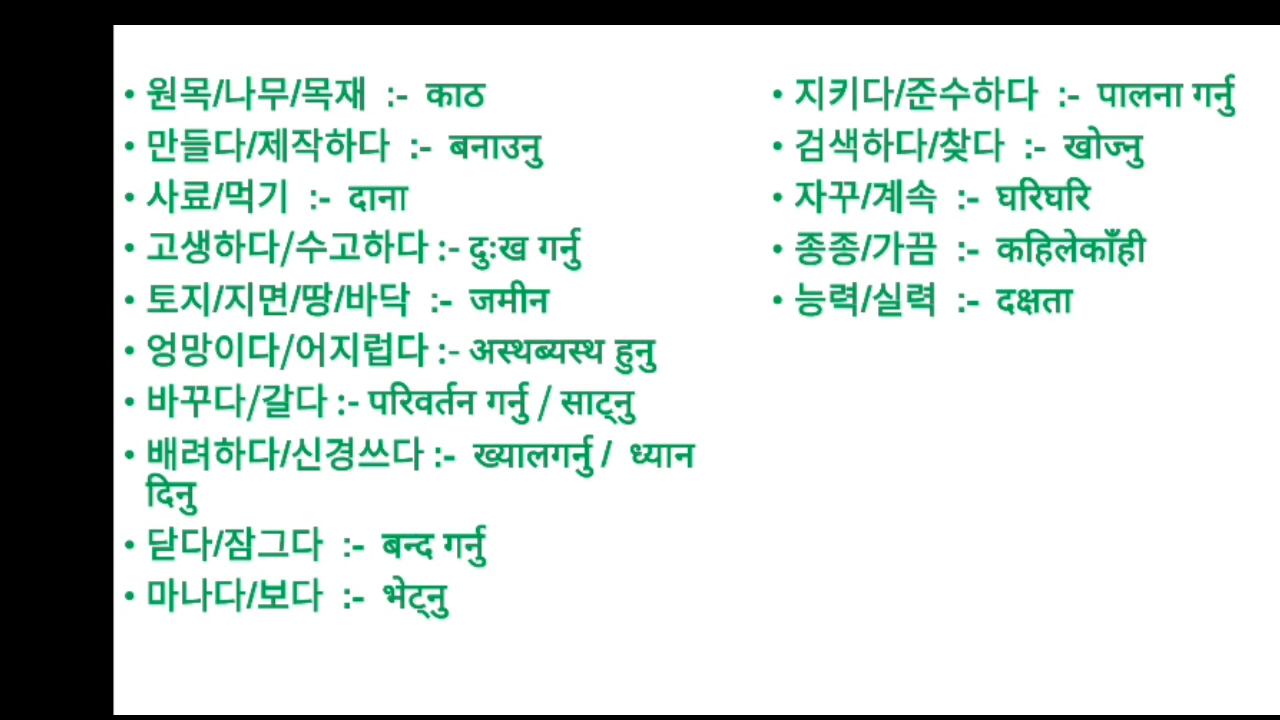 • 원목/나무/목재 :- काठ
• 만들다/제작하다 :- बनाउनु
• 사료/먹기 :- दाना
• 고생하다/수고하다 :- दुःख गर्नु
• 토지/지면/땅/바닥 :- जमीन
• 엉망이다/어지럽다 :- अस्थब्यस्थ हुनु
• 바꾸다/갈다 :- परिवर्तन गर्नु / साट्नु
• 배려하다/신경쓰다 :- ख्यालगर्नु / ध्यान
दिनु
• 닫다/잠그다 :- बन्द गर्नु
• 마나다/보다 :- भेट्नु
• 지키다/준수하다 :- पालना गर्नु
• 검색하다/찾다 :- खोज्नु
• 자꾸/계속 :- घरिघरि
• 종종/가끔 :- कहिलेकाँही
• 능력/실력 :- दक्षता